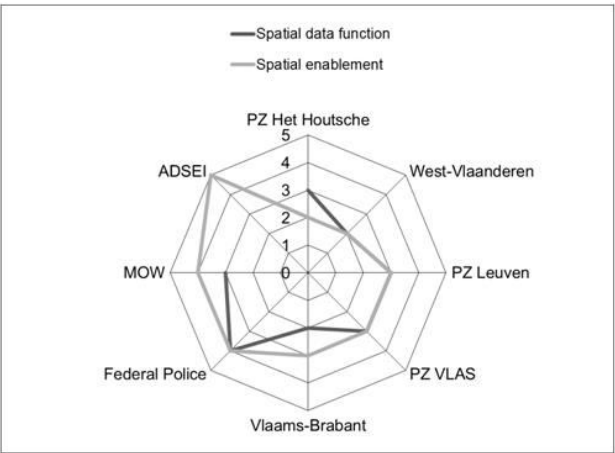 Spatial data function
Spatial enablement
PZ Het Houtsche
5
ADSEI
4
West-Vlaanderen
3
2
1
MOW
0
PZ Leuven
Federal Police
PZ VLAS
Vlaams-Brabant